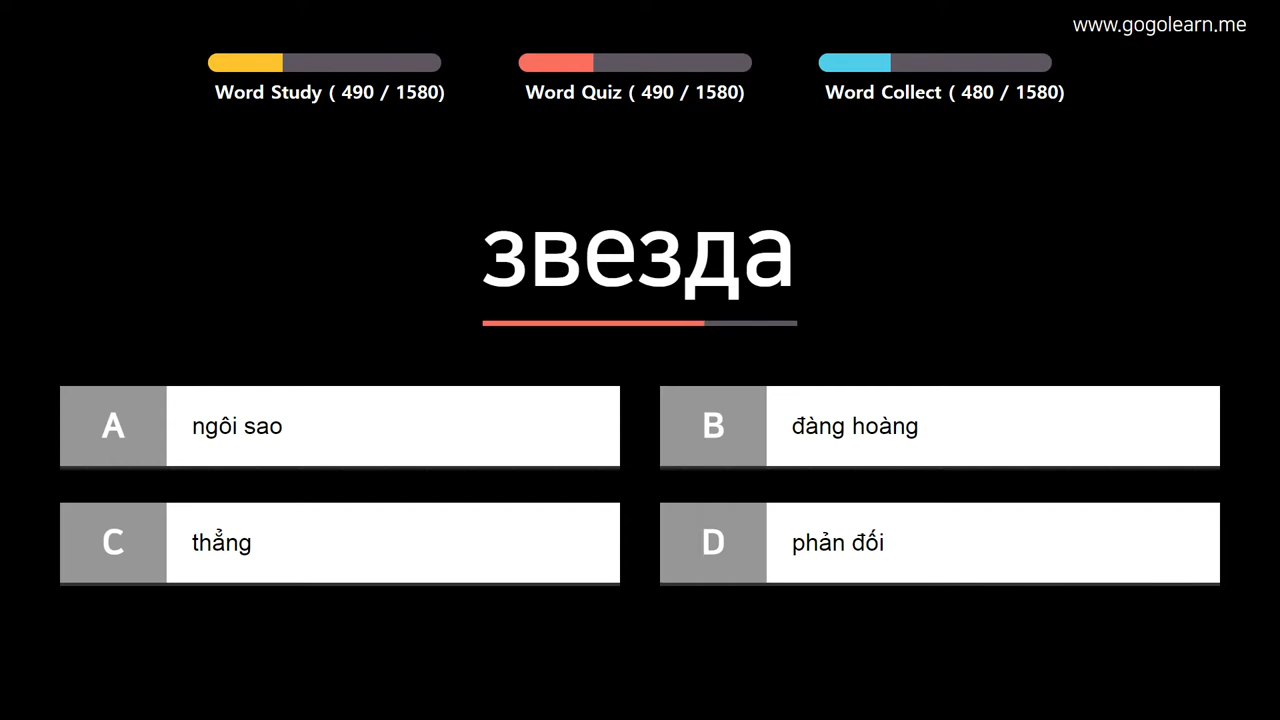 www.gogolearn.me
Word Study ( 490 / 1580)
Word Quiz ( 490 / 1580)
Word Collect ( 480 / 1580)
звезда
A ngôi sao
B đàng hoàng
C thẳng
D phản đối